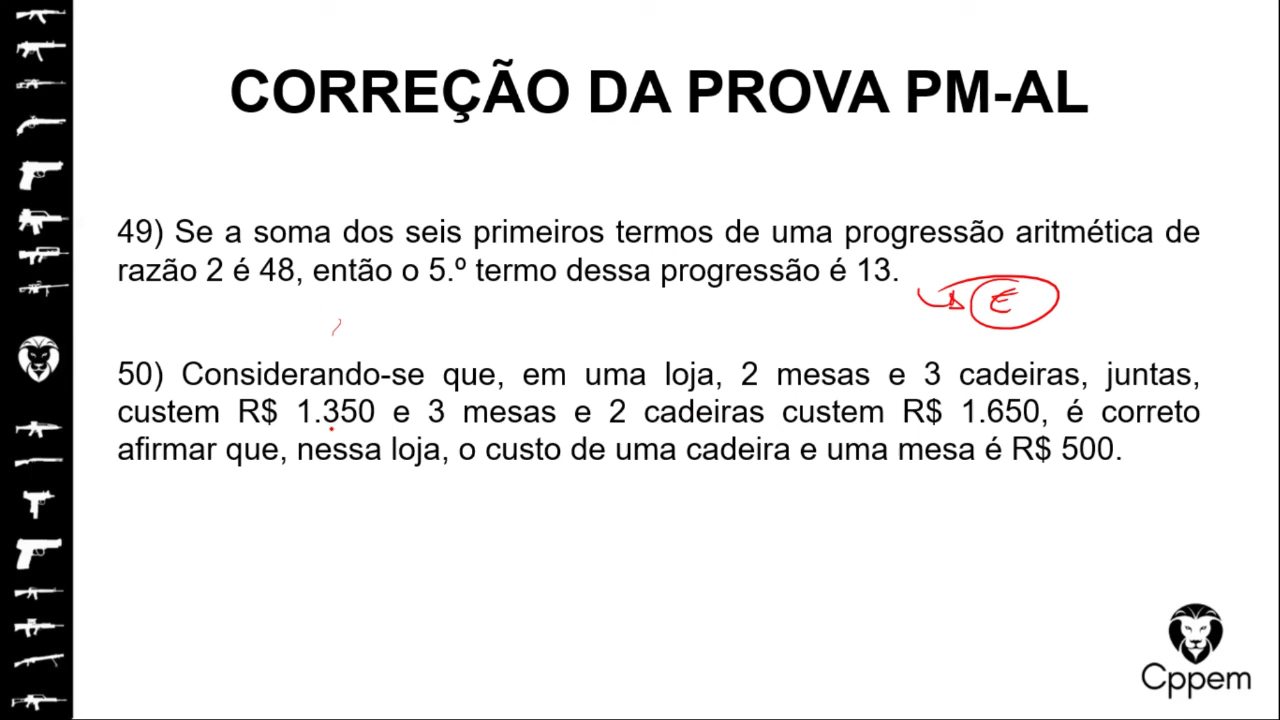 CORREÇÃO DA PROVA PM-AL
49) Se a soma dos seis primeiros termos de uma progressão aritmética de
razão 2 é 48, então o 5.º termo dessa progressão é 13.
E
50) Considerando-se que, em uma loja, 2 mesas e 3 cadeiras, juntas,
custem R$ 1.350 e 3 mesas e 2 cadeiras custem R$ 1.650, é correto
afirmar que, nessa loja, o custo de uma cadeira e uma mesa é R$ 500.
Cppem